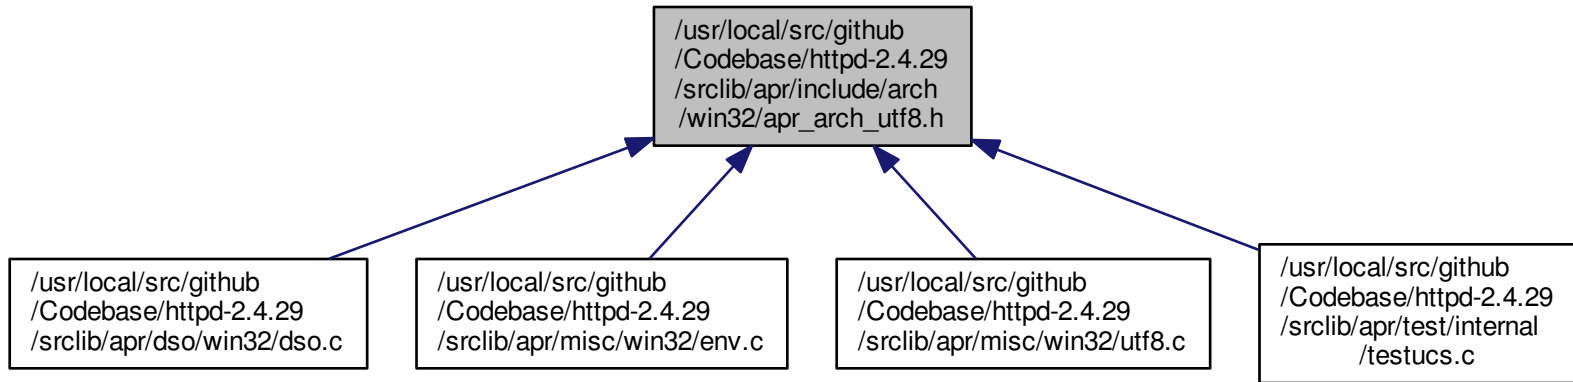 /usr/local/src/github
/Codebase/httpd-2.4.29
/srclib/apr/include/arch
/win32/apr_arch_utf8.h
/usr/local/src/github
/Codebase/httpd-2.4.29
/srclib/apr/dso/win32/dso.c
/usr/local/src/github
/Codebase/httpd-2.4.29
/srclib/apr/misc/win32/env.c
/usr/local/src/github
/Codebase/httpd-2.4.29
/srclib/apr/misc/win32/utf8.c
/usr/local/src/github
/Codebase/httpd-2.4.29
/srclib/apr/test/internal
/testucs.c